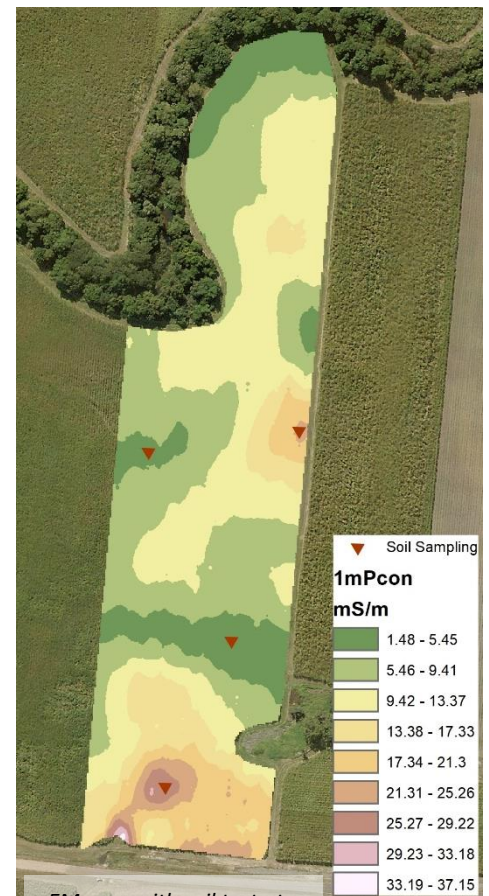 Soil Sampling
1mPcon
mS/m
1.48 - 5.45
5.46 - 9.41
9.42 - 13.37
13.38 - 17.33
17.34 - 21.3
21.31 - 25.26
25.27 - 29.22
29.23 - 33.18
33.19 - 37.15